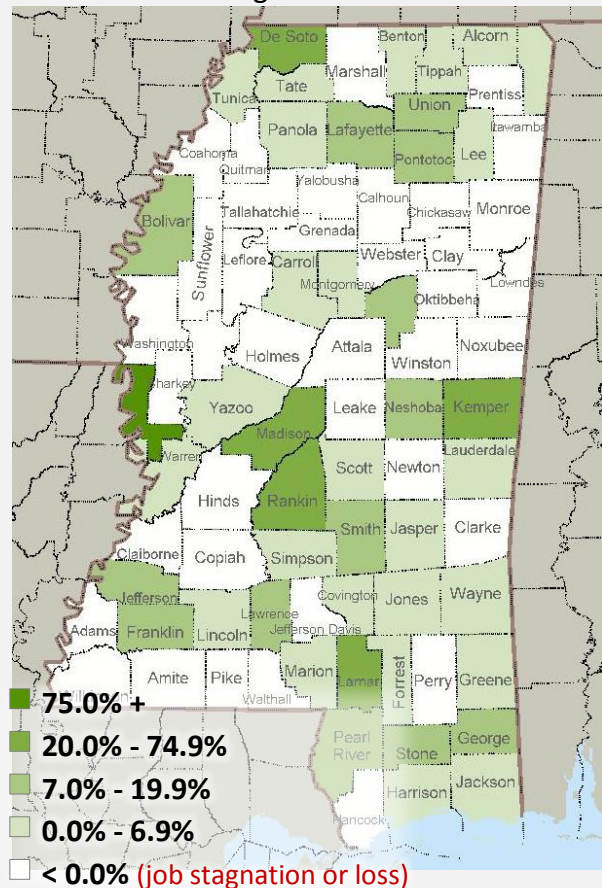 De Soto
Benton
Alcorn
Marshall
Tippah
Tate
Tunica
Prentiss
Union
Itawamba
Panola
Lafayette
Pontotoc
Lee
Coahoma
Quitman
Yalobusha
Calhoun
Chickasaw
Monroe
Tallahatchie
Bolivar
Grenada
Sunflower
Leflore
Carroll
Webster
Clay
Montgomery
Lowndes
Oktibbeha
Washington
Holmes
Attala
Noxubee
Winston
Sharkey
Yazoo
Leake
Neshoba
Kemper
Madison
Warren
Scott
Newton
Lauderdale
Hinds
Rankin
Smith
Jasper
Clarke
Claiborne
Copiah
Simpson
Covington
Jefferson
Lawrence
Jones
Wayne
Adams
Franklin
Lincoln
Jefferson Davis
Marion
Lamar
Forrest
Perry
Greene
Amite
Pike
Walthall
Pearl
River
Stone
George
Harrison
Jackson
Hancock
75.0% +
20.0% - 74.9%
7.0% - 19.9%
0.0% - 6.9%
< 0.0% (job stagnation or loss)